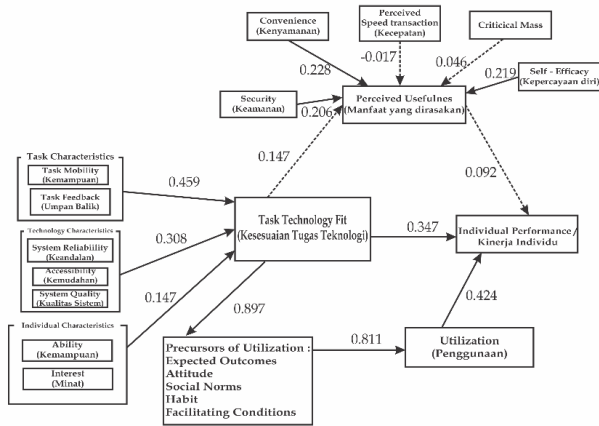 Convenience
(Kenyamanan)
Perceived
Speed transaction
(Kecepatan)
Criticical Mass
-0.017
0.046
0.228
0.219
Self - Efficacy
(Kepercayaan diri)
Security
(Keamanan)
0.206
Perceived Usefulnes
(Manfaat yang dirasakan)
0.147
0.092
Task Characteristics
Task Mobility
(Kemampuan)
Task Feedback
(Umpan Balik)
0.459
Technology Characteristics
System Reliability
(Keandalan)
Accessibility
(Kemudahan)
System Quality
(Kualitas Sistem)
0.308
Individual Characteristics
Ability
(Kemampuan)
Interest
(Minat)
0.147
Task Technology Fit
(Kesesuaian Tugas Teknologi)
0.347
Individual Performance/
Kinerja Individu
0.897
0.424
Precursors of Utilization :
Expected Outcomes
Attitude
Social Norms
Habit
Facilitating Conditions
0.811
Utilization
(Penggunaan)